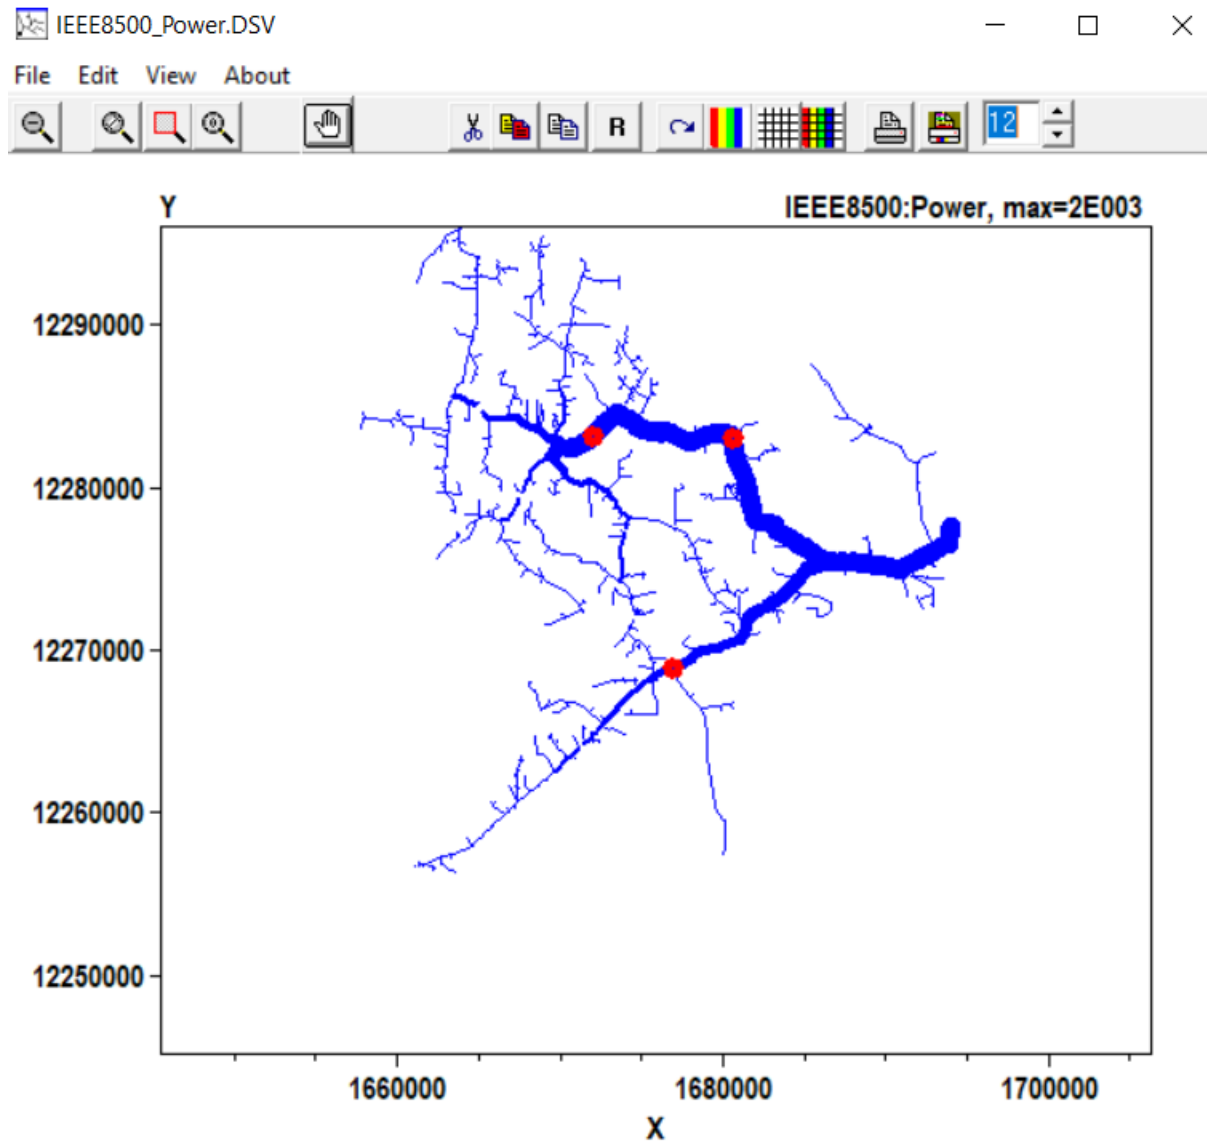 IEEE8500_Power.DSV
File Edit View About
R 12
Y IEEE8500:Power, max=2E003
12290000
12280000
12270000
12260000
12250000
1660000 1680000 1700000
X